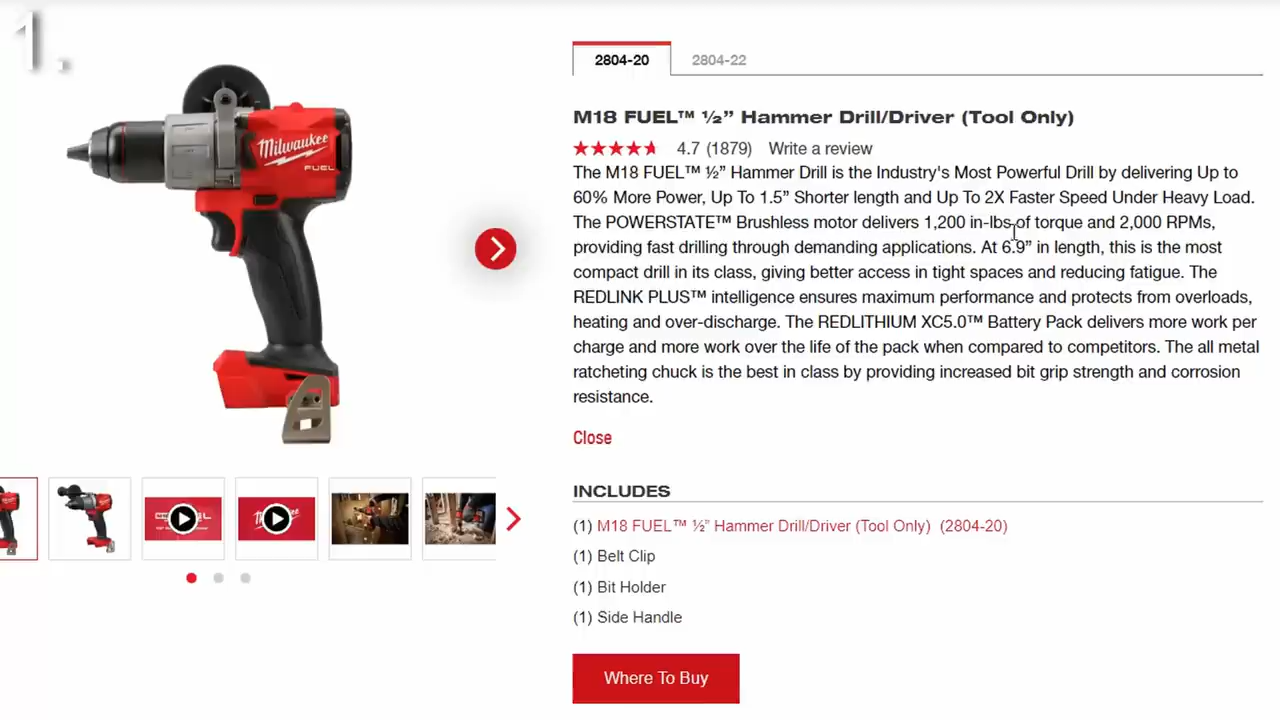 1.
Milwaukee
FUEL
2804-20 2804-22
M18 FUEL™ ½” Hammer Drill/Driver (Tool Only)
4.7 (1879) Write a review
The M18 FUEL™ ½” Hammer Drill is the Industry's Most Powerful Drill by delivering Up to
60% More Power, Up To 1.5” Shorter length and Up To 2X Faster Speed Under Heavy Load.
The POWERSTATE™ Brushless motor delivers 1,200 in-lbs of torque and 2,000 RPMs,
providing fast drilling through demanding applications. At 6.9” in length, this is the most
compact drill in its class, giving better access in tight spaces and reducing fatigue. The
REDLINK PLUS™ intelligence ensures maximum performance and protects from overloads,
heating and over-discharge. The REDLITHIUM XC5.0™ Battery Pack delivers more work per
charge and more work over the life of the pack when compared to competitors. The all metal
ratcheting chuck is the best in class by providing increased bit grip strength and corrosion
resistance.
Close
INCLUDES
(1) M18 FUEL™ ½” Hammer Drill/Driver (Tool Only) (2804-20)
(1) Belt Clip
(1) Bit Holder
(1) Side Handle
Where To Buy